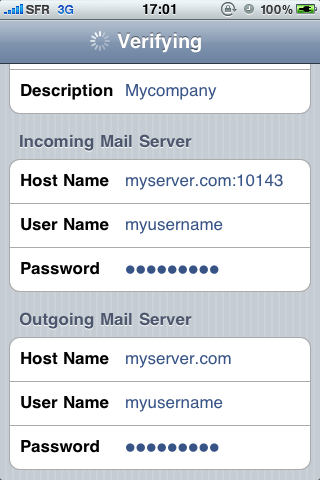 SFR 3G 17:01 100%
Verifying
Description Mycompany
Incoming Mail Server
Host Name myserver.com:10143
User Name myusername
Password ●●●●●●●●●
Outgoing Mail Server
Host Name myserver.com
User Name myusername
Password ●●●●●●●●●